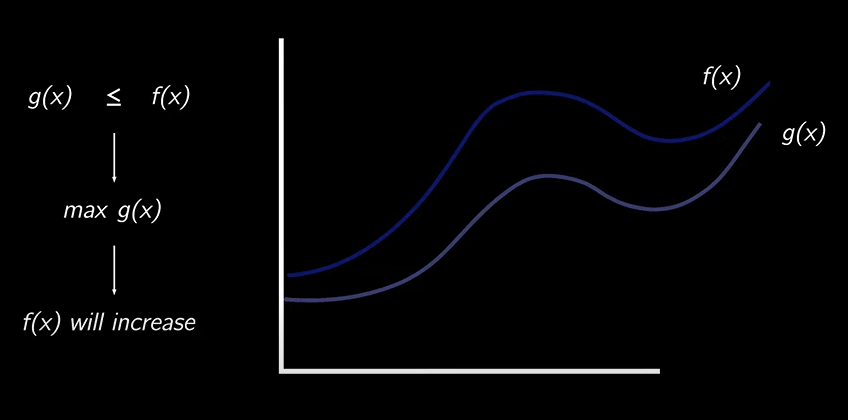 g(x) ≤ f(x)
max g(x)
f(x) will increase
f(x)
g(x)